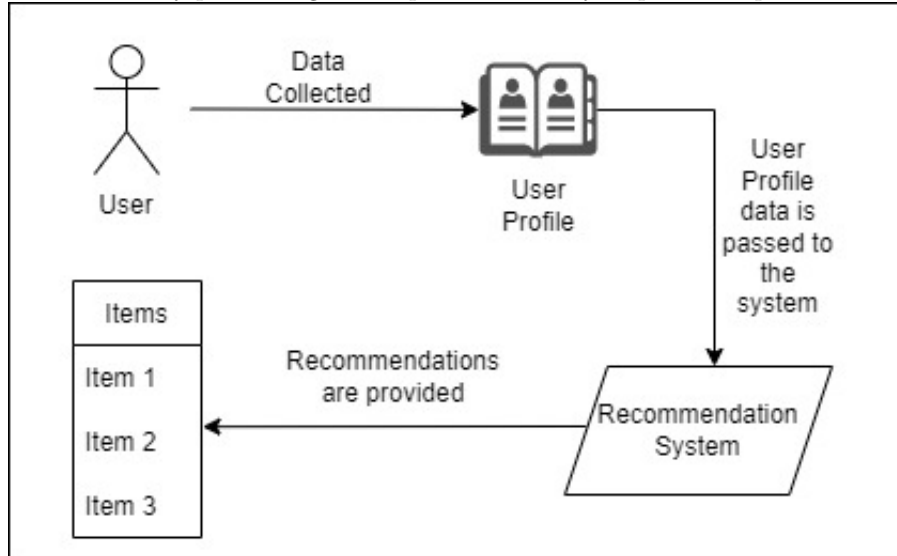 Data
Collected
User
User
Profile
User
Profile
data is
passed to
the
system
Recommendation
System
Recommendations
are provided
Items
Item 1
Item 2
Item 3